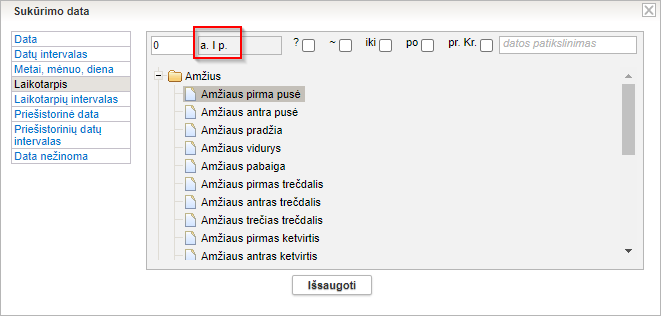 Sukūrimo data
Data
Datų intervalas
Metai, mėnuo, diena
Laikotarpis
Laikotarpių intervalas
Priešistorinė data
Priešistorinių datų
intervalas
Data nežinoma
0 a. I p. ? ~ iki po pr. Kr. datos patikslinimas
Amžius
Amžiaus pirma pusė
Amžiaus antra pusė
Amžiaus pradžia
Amžiaus vidurys
Amžiaus pabaiga
Amžiaus pirmas trečdalis
Amžiaus antras trečdalis
Amžiaus trečias trečdalis
Amžiaus pirmas ketvirtis
Amžiaus antras ketvirtis
Išsaugoti